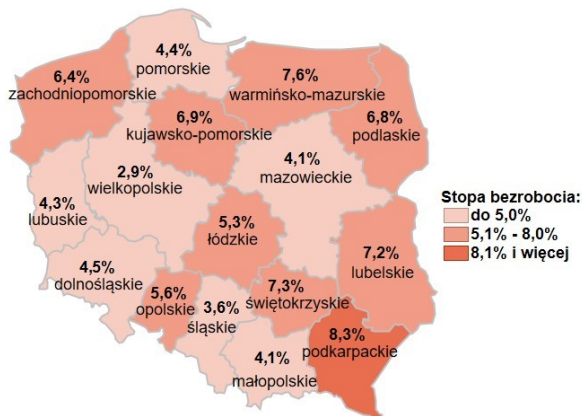 4,4%
pomorskie
6,4%
zachodniopomorskie
7,6%
warmińsko-mazurskie
6,9%
kujawsko-pomorskie
6,8%
podlaskie
2,9%
wielkopolskie
4,1%
mazowieckie
4,3%
lubuskie
5,3%
łódzkie
Stopa bezrobocia:
do 5,0%
5,1% - 8,0%
8,1% i więcej
4,5%
dolnośląskie
7,2%
lubelskie
5,6%
opolskie
3,6%
śląskie
7,3%
świętokrzyskie
4,1%
małopolskie
8,3%
podkarpackie